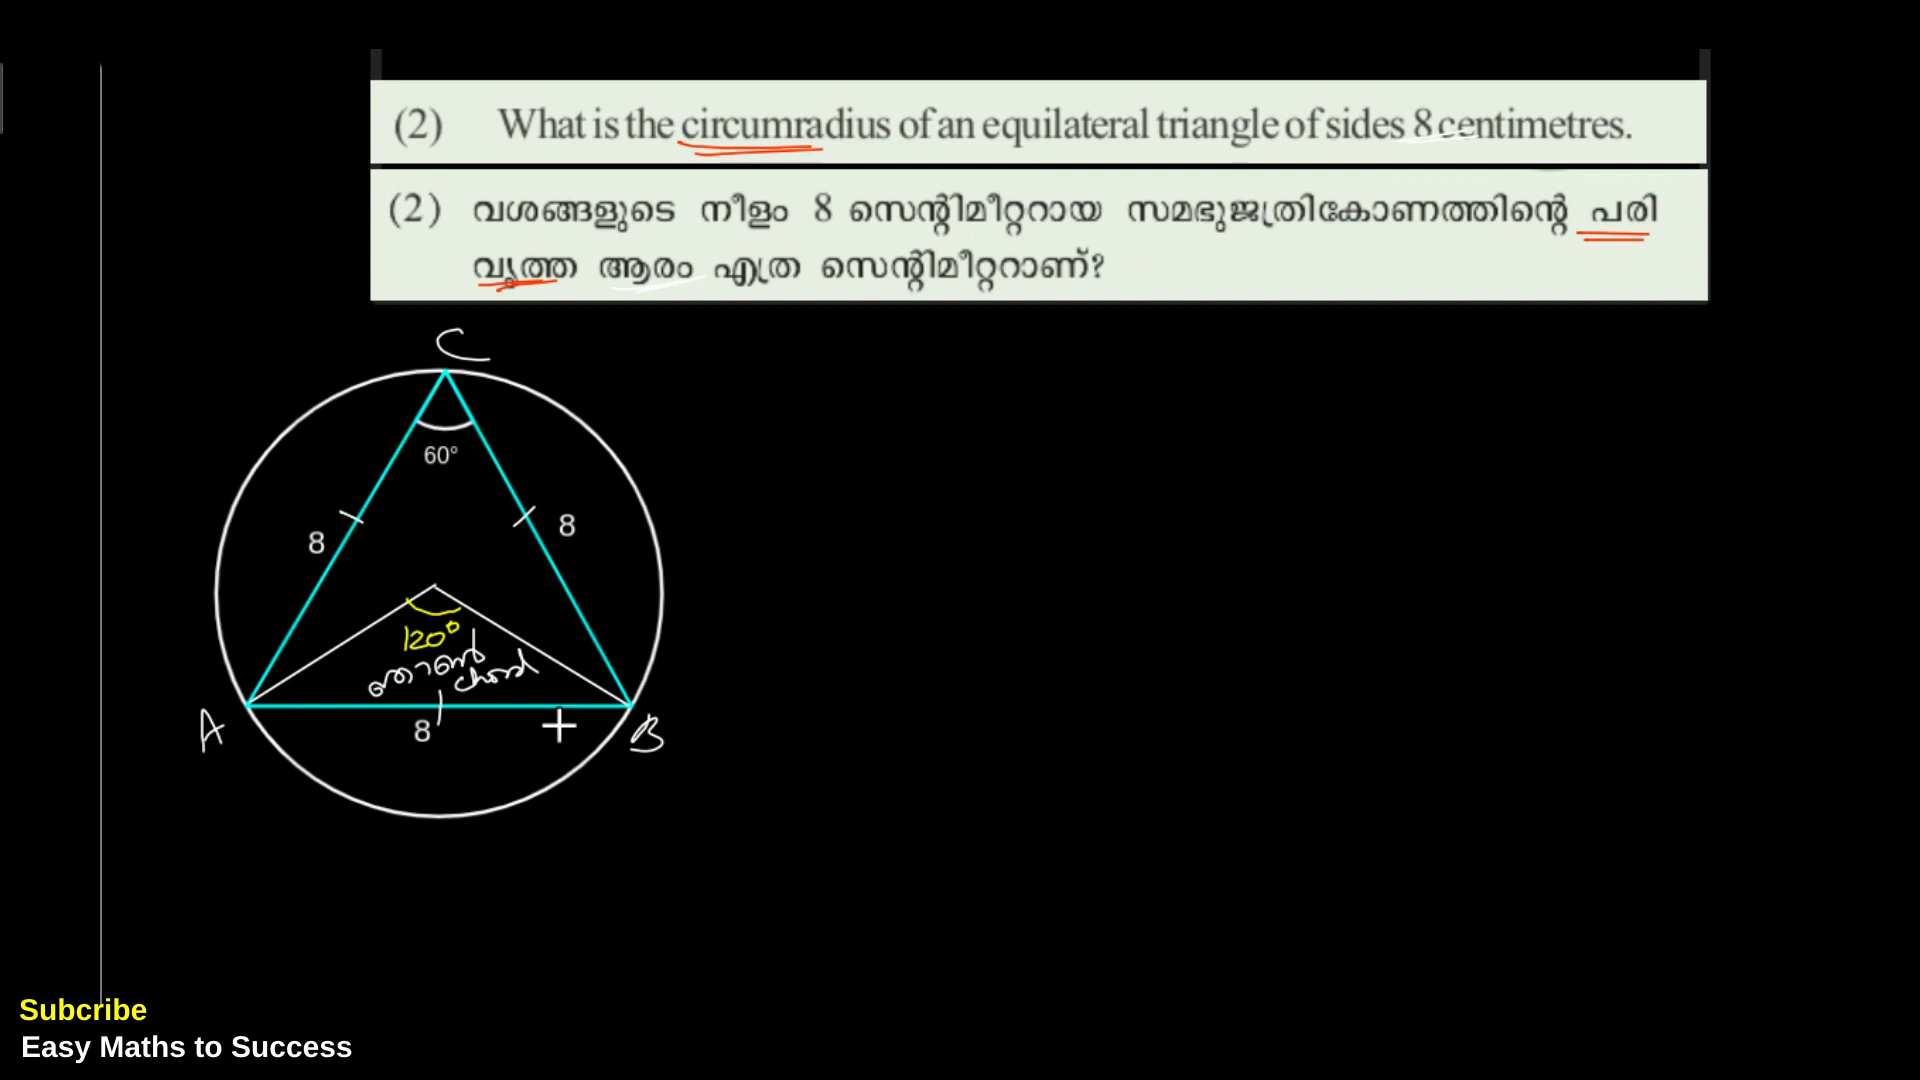 (2) What is the circumradius of an equilateral triangle of sides 8 centimetres.
(2) വശങ്ങളുടെ നീളം 8 സെന്റിമീറ്ററായ സമഭുജത്രികോണത്തിന്റെ പരി
വൃത്ത ആരം എത്ര സെന്റിമീറ്ററാണ്?
C
60°
8
8
120°
ഞാൺ
chord
8
A
B
Subcribe
Easy Maths to Success